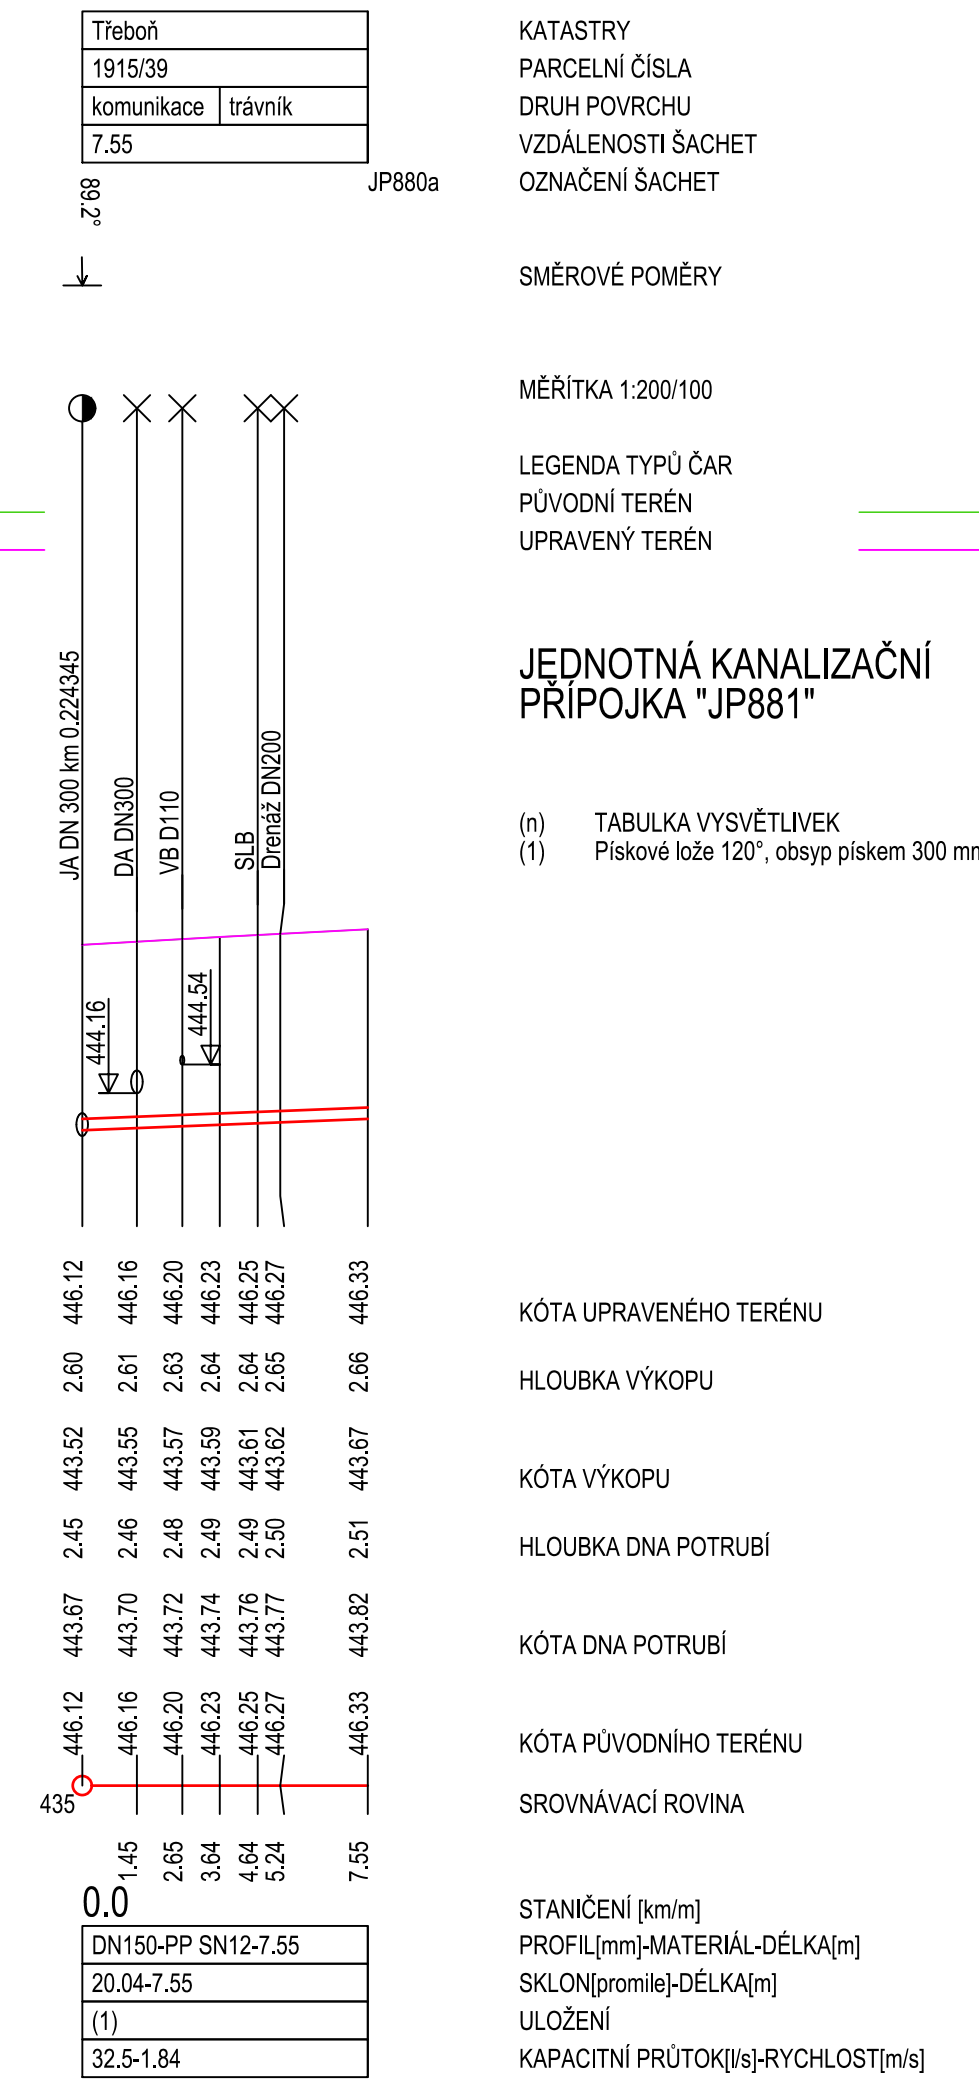 Třeboň KATASTRY
1915/39 PARCELNÍ ČÍSLA
komunikace trávník DRUH POVRCHU
7.55 VZDÁLENOSTI ŠACHET
JP880a OZNAČENÍ ŠACHET
89.2°
SMĚROVÉ POMĚRY
MĚŘÍTKA 1:200/100
LEGENDA TYPŮ ČAR
PŮVODNÍ TERÉN
UPRAVENÝ TERÉN
JEDNOTNÁ KANALIZAČNÍ
PŘÍPOJKA "JP881"
JA DN 300 km 0.224345
DA DN300
VB D110
SLB
Drenáž DN200
(n) TABULKA VYSVĚTLIVEK
(1) Pískové lože 120°, obsyp pískem 300 mm
444.16
444.54
446.12 446.16 446.20 446.23 446.25 446.27 446.33 KÓTA UPRAVENÉHO TERÉNU
2.60 2.61 2.63 2.64 2.64 2.65 2.66 HLOUBKA VÝKOPU
443.52 443.55 443.57 443.59 443.61 443.62 443.67 KÓTA VÝKOPU
2.45 2.46 2.48 2.49 2.49 2.50 2.51 HLOUBKA DNA POTRUBÍ
443.67 443.70 443.72 443.74 443.76 443.77 443.82 KÓTA DNA POTRUBÍ
446.12 446.16 446.20 446.23 446.25 446.27 446.33 KÓTA PŮVODNÍHO TERÉNU
435 SROVNÁVACÍ ROVINA
1.45 2.65 3.64 4.64 5.24 7.55
0.0 STANIČENÍ [km/m]
DN150-PP SN12-7.55 PROFIL[mm]-MATERIÁL-DÉLKA[m]
20.04-7.55 SKLON[promile]-DÉLKA[m]
(1) ULOŽENÍ
32.5-1.84 KAPACITNÍ PRŮTOK[l/s]-RYCHLOST[m/s]